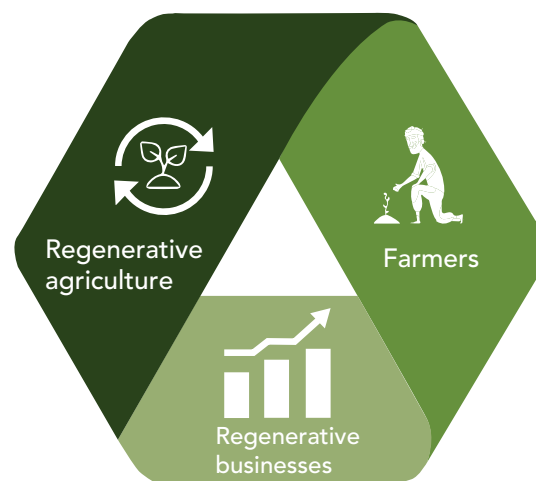 Regenerative
agriculture
Farmers
Regenerative
businesses